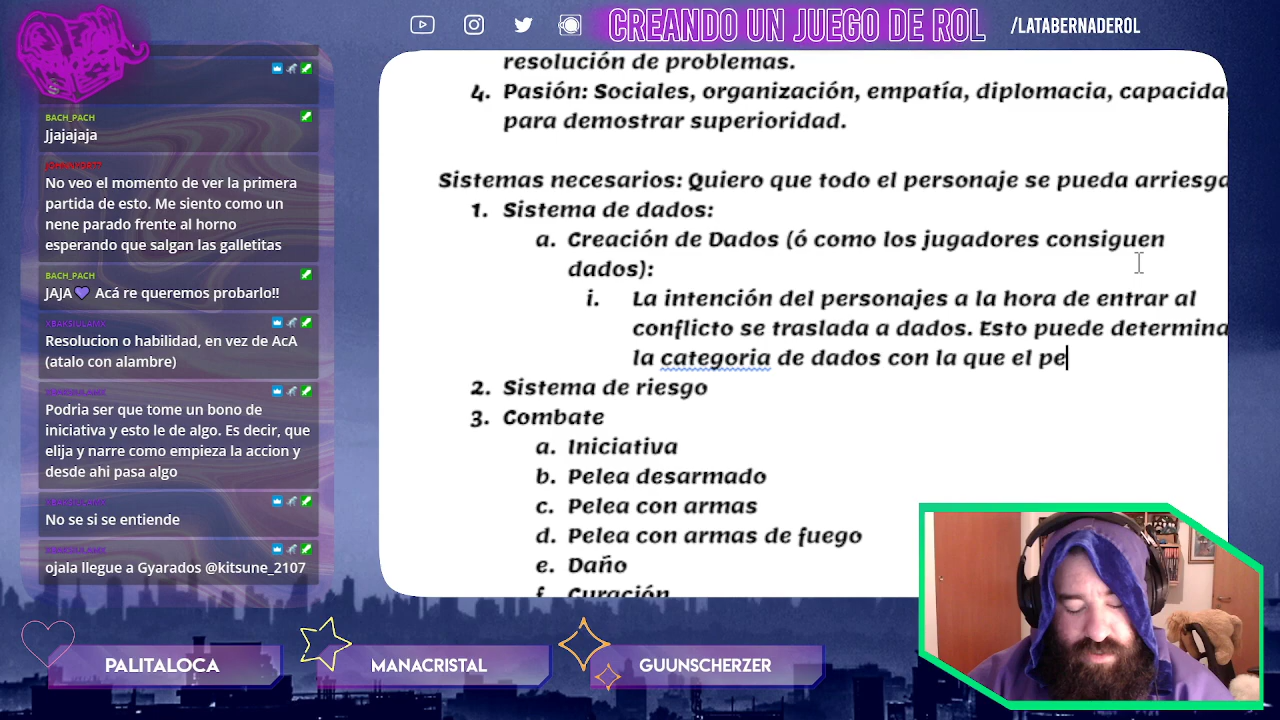 CREANDO UN JUEGO DE ROL
/LATABERNADEROL
BACH_PACH
Jjajajaja
No veo el momento de ver la primera
partida de esto. Me siento como un
nene parado frente al horno
esperando que salgan las galletitas
BACH_PACH
JAJA💜 Acá re queremos probarlo!!
Resolucion o habilidad, en vez de AcA
(atalo con alambre)
Podria ser que tome un bono de
iniciativa y esto le de algo. Es decir, que
elija y narre como empieza la accion y
desde ahi pasa algo
No se si se entiende
ojala llegue a Gyarados @kitsune_2107
resolución de problemas.
4. Pasión: Sociales, organización, empatía, diplomacia, capacida
para demostrar superioridad.
Sistemas necesarios: Quiero que todo el personaje se pueda arriesga
1. Sistema de dados:
a. Creación de Dados (ó como los jugadores consiguen
dados):
i. La intención del personajes a la hora de entrar al
conflicto se traslada a dados. Esto puede determina
la categoria de dados con la que el pe
2. Sistema de riesgo
3. Combate
a. Iniciativa
b. Pelea desarmado
c. Pelea con armas
d. Pelea con armas de fuego
e. Daño
f. Curación
PALITALOCA
MANACRISTAL
GUUNSCHERZER